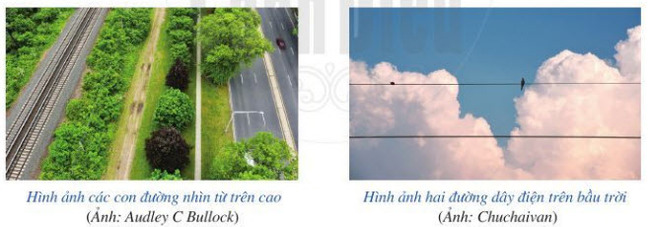 Hình ảnh các con đường nhìn từ trên cao
(Ảnh: Audley C Bullock)
Hình ảnh hai đường dây điện trên bầu trời
(Ảnh: Chuchaivan)